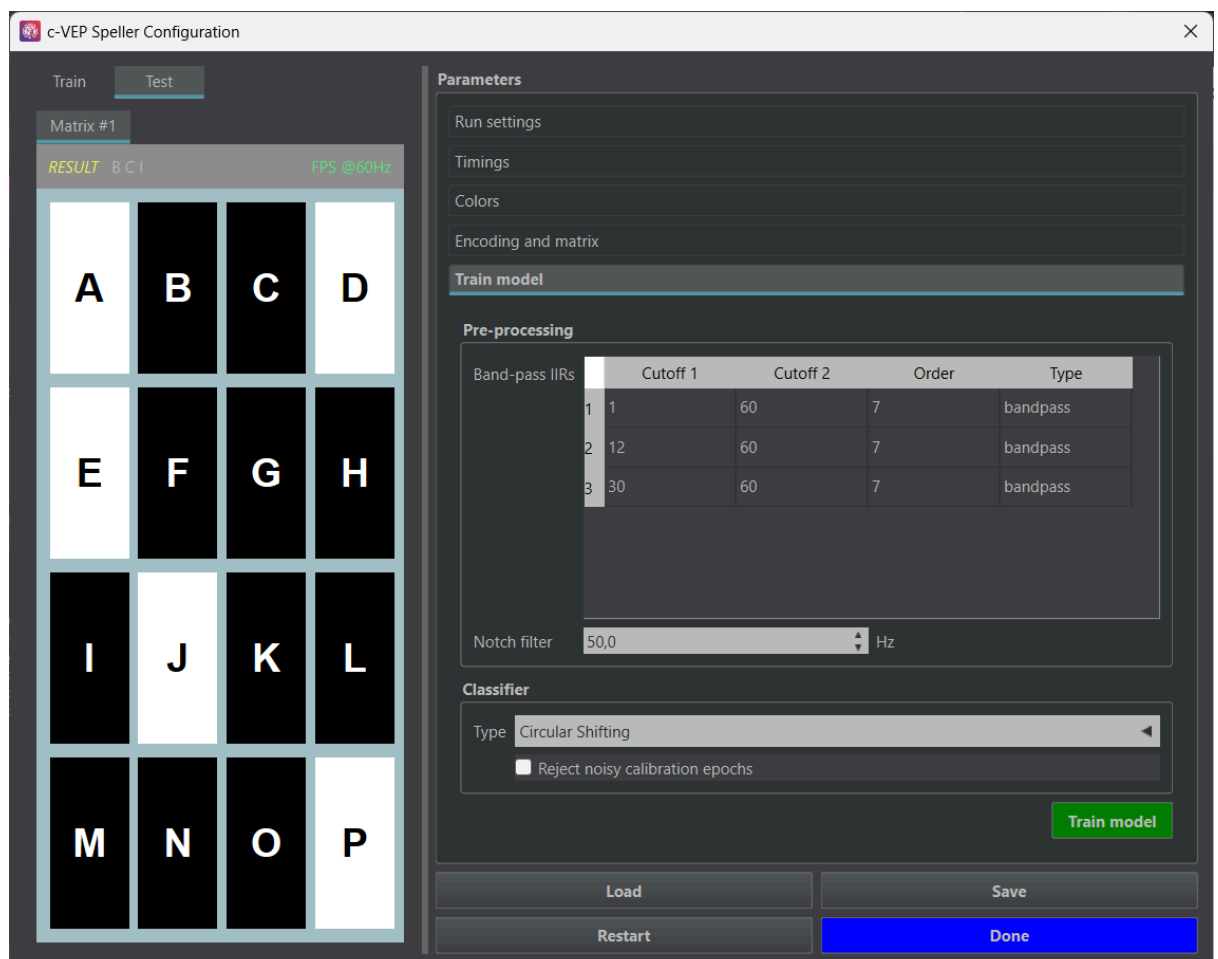 c-VEP Speller Configuration
Train Test
Matrix #1
RESULT B C I FPS @60Hz
A B C D
E F G H
I J K L
M N O P
Parameters
Run settings
Timings
Colors
Encoding and matrix
Train model
Pre-processing
Band-pass IIRs
Cutoff 1 Cutoff 2 Order Type
1 1 60 7 bandpass
2 12 60 7 bandpass
3 30 60 7 bandpass
Notch filter 50,0 Hz
Classifier
Type Circular Shifting
Reject noisy calibration epochs
Train model
Load Save
Restart Done